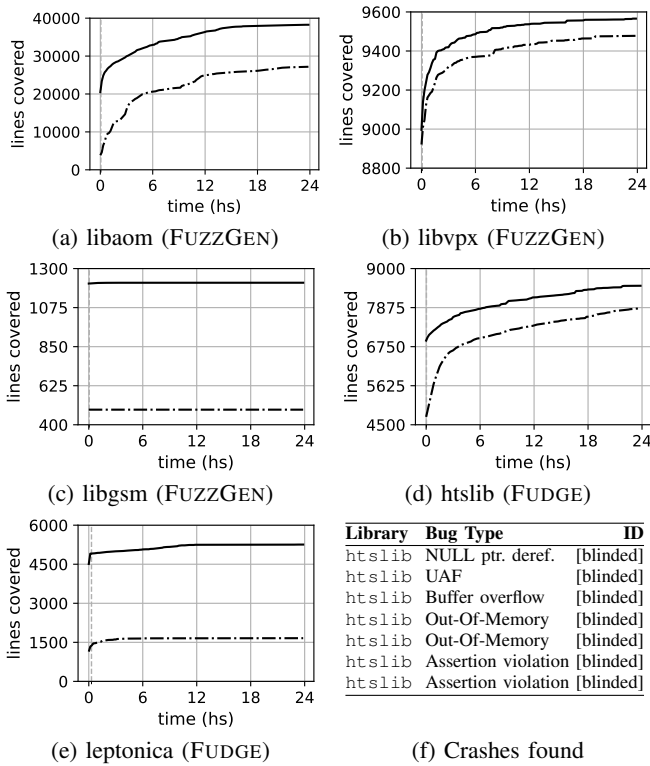 40000
30000
20000
10000
0
lines covered
0 6 12 18 24
time (hs)
(a) libaom (FUZZGEN)
9600
9400
9200
9000
8800
lines covered
0 6 12 18 24
time (hs)
(b) libvpx (FUZZGEN)
1300
1075
850
625
400
lines covered
0 6 12 18 24
time (hs)
(c) libgsm (FUZZGEN)
9000
7875
6750
5625
4500
lines covered
0 6 12 18 24
time (hs)
(d) htslib (FUDGE)
6000
4500
3000
1500
0
lines covered
0 6 12 18 24
time (hs)
(e) leptonica (FUDGE)
Library Bug Type ID
htslib NULL ptr. deref. [blinded]
htslib UAF [blinded]
htslib Buffer overflow [blinded]
htslib Out-Of-Memory [blinded]
htslib Out-Of-Memory [blinded]
htslib Assertion violation [blinded]
htslib Assertion violation [blinded]
(f) Crashes found